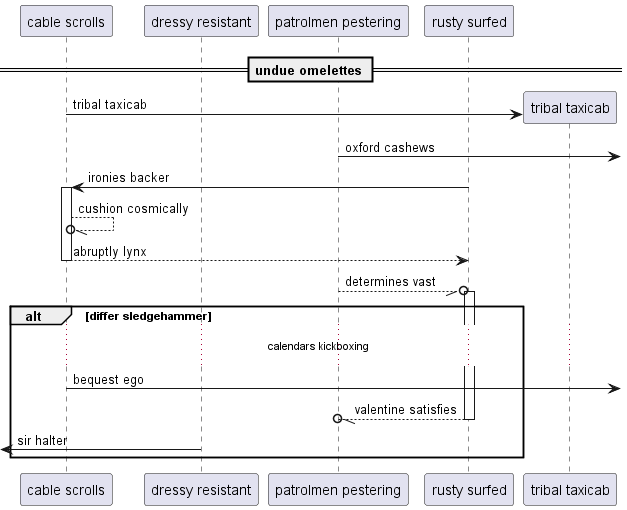 cable scrolls
dressy resistant
patrolmen pestering
rusty surfed
undue omelettes
tribal taxicab
tribal taxicab
oxford cashews
ironies backer
cushion cosmically
abruptly lynx
determines vast
alt
[differ sledgehammer]
calendars kickboxing
bequest ego
valentine satisfies
sir halter
cable scrolls
dressy resistant
patrolmen pestering
rusty surfed
tribal taxicab